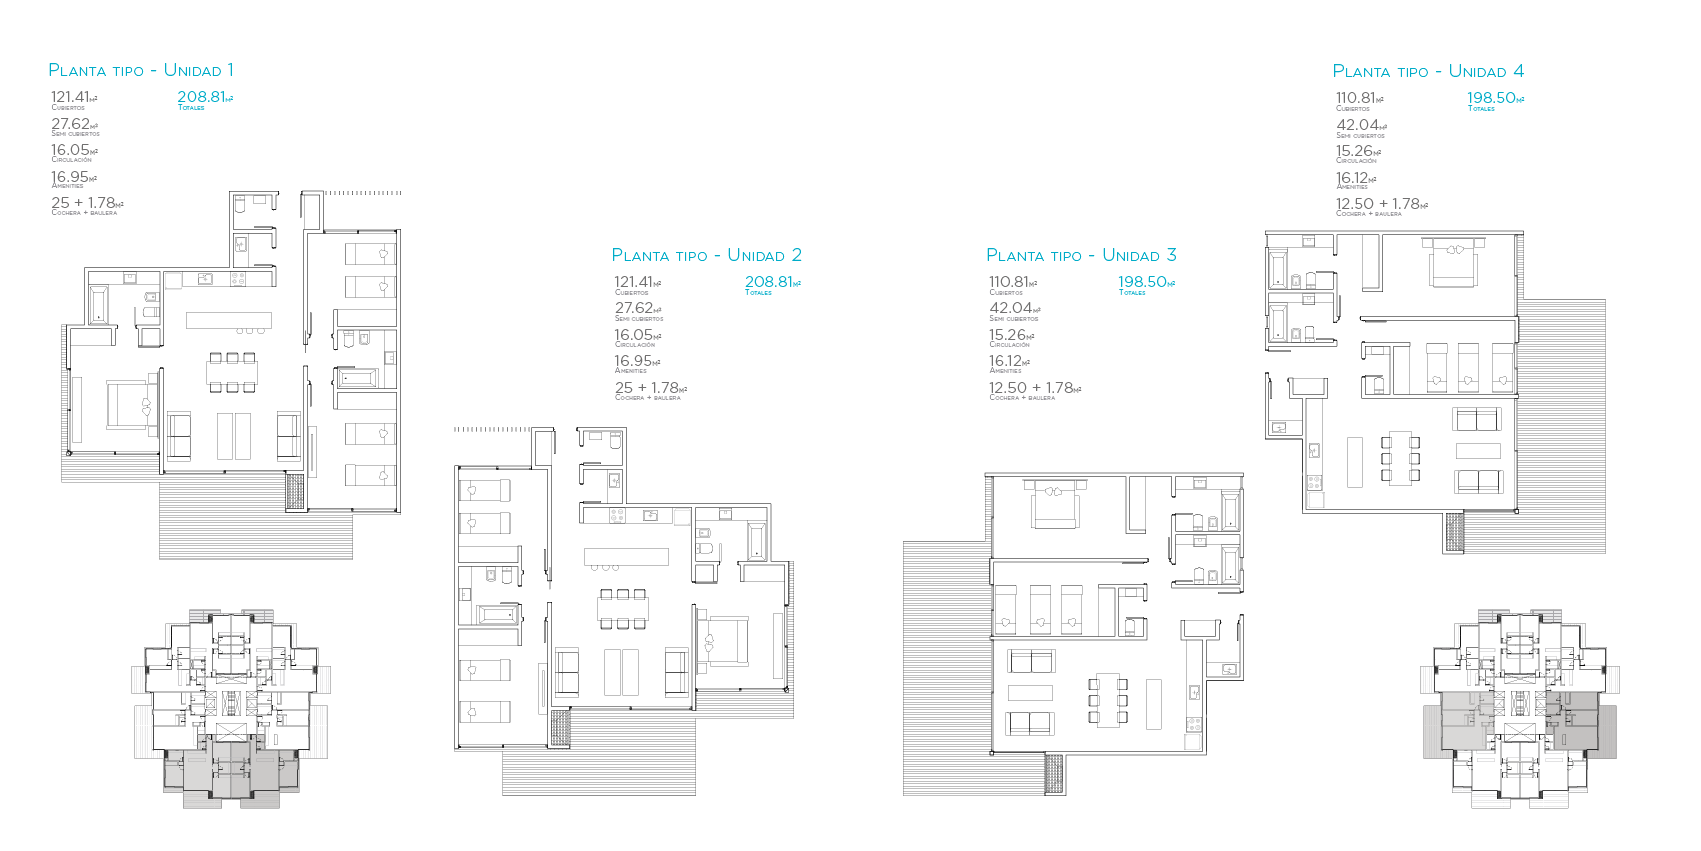 Planta tipo - Unidad 1
121.41m²
Cubiertos
208.81m²
Totales
27.62m²
Semi cubiertos
16.05m²
Circulación
16.95m²
Amenities
25 + 1.78m²
Cochera + baulera
Planta tipo - Unidad 2
121.41m²
Cubiertos
208.81m²
Totales
27.62m²
Semi cubiertos
16.05m²
Circulación
16.95m²
Amenities
25 + 1.78m²
Cochera + baulera
Planta tipo - Unidad 3
110.81m²
Cubiertos
198.50m²
Totales
42.04m²
Semi cubiertos
15.26m²
Circulación
16.12m²
Amenities
12.50 + 1.78m²
Cochera + baulera
Planta tipo - Unidad 4
110.81m²
Cubiertos
198.50m²
Totales
42.04m²
Semi cubiertos
15.26m²
Circulación
16.12m²
Amenities
12.50 + 1.78m²
Cochera + baulera